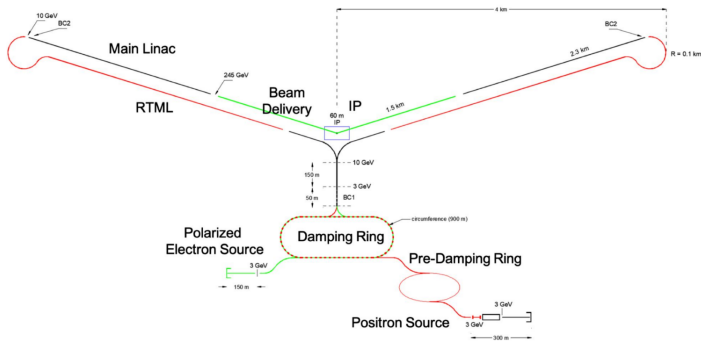 4 km
10 GeV
BC2
BC2
Main Linac
R = 0.1 km
2.3 km
245 GeV
Beam
Delivery
IP
RTML
1.5 km
60 m
IP
10 GeV
150 m
3 GeV
50 m
BC1
circumference (900 m)
Damping Ring
Polarized
Electron Source
3 GeV
150 m
Pre-Damping Ring
3 GeV
Positron Source
3 GeV
300 m